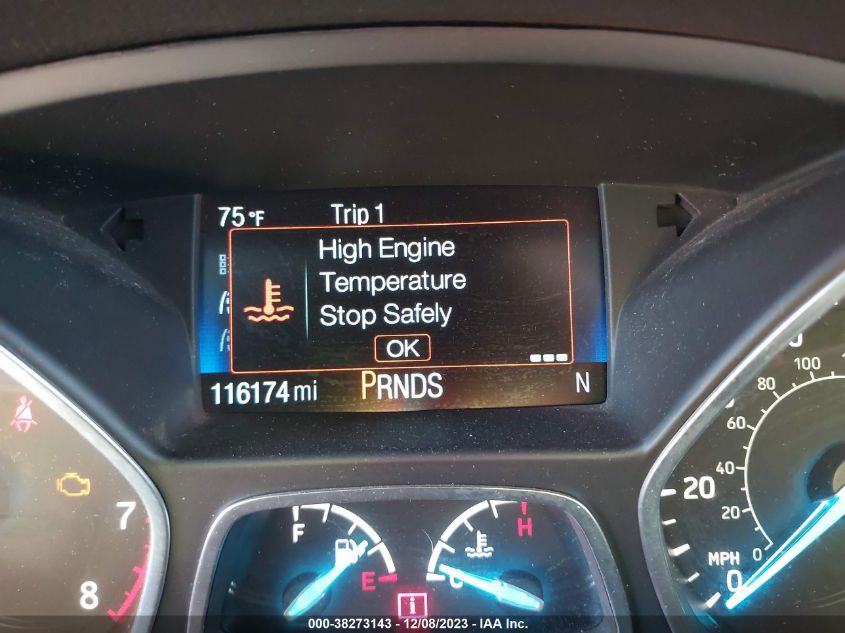 75°F Trip 1
High Engine
Temperature
Stop Safely
OK
116174 mi PRNDS N
7
8
F
E
H
C
i
100
80
60
40
20
0
20
0
MPH
000-38273143 - 12/08/2023 - IAA Inc.